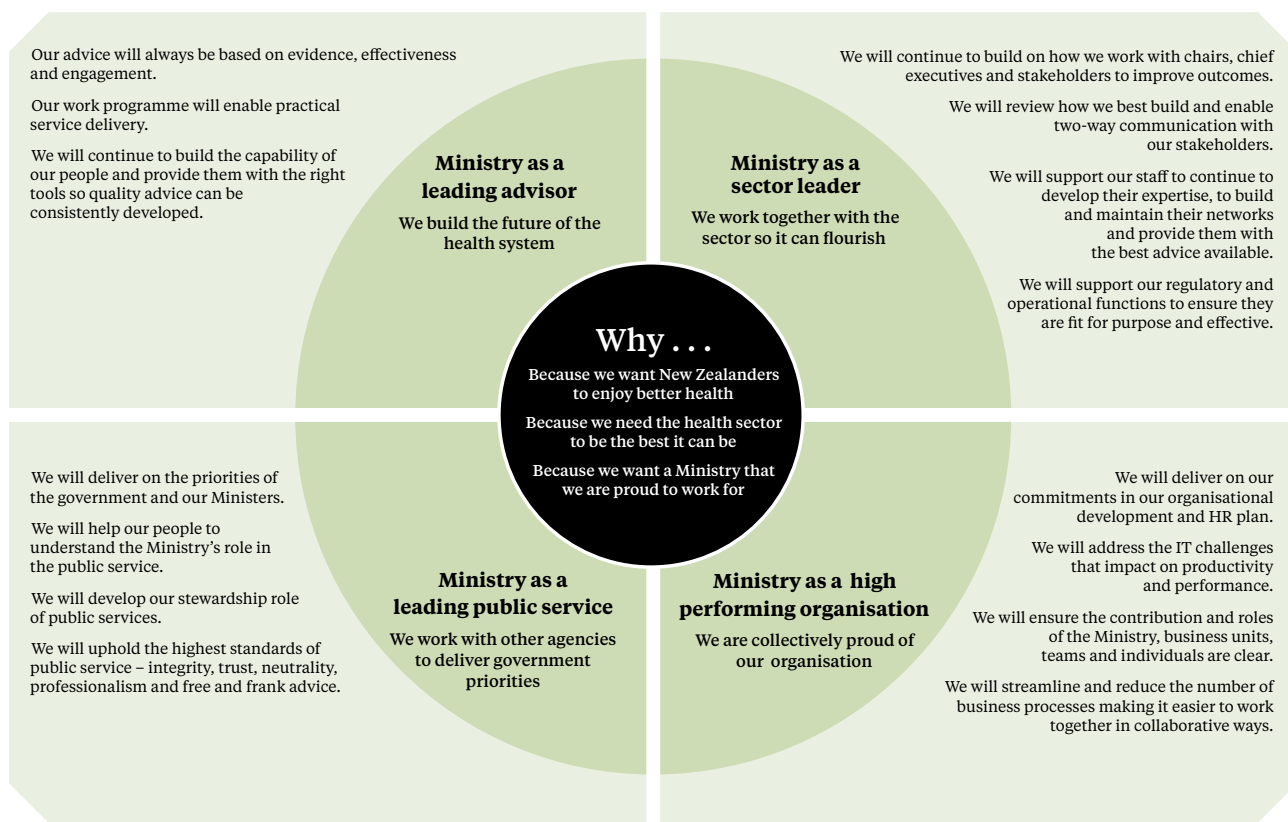 Our advice will always be based on evidence, effectiveness
and engagement.
Our work programme will enable practical
service delivery.
We will continue to build the capability of
our people and provide them with the right
tools so quality advice can be
consistently developed.
Ministry as a
leading advisor
We build the future of the
health system
We will continue to build on how we work with chairs, chief
executives and stakeholders to improve outcomes.
We will review how we best build and enable
two-way communication with
our stakeholders.
We will support our staff to continue to
develop their expertise, to build
and maintain their networks
and provide them with
the best advice available.
We will support our regulatory and
operational functions to ensure they
are fit for purpose and effective.
Ministry as a
sector leader
We work together with the
sector so it can flourish
Why . . .
Because we want New Zealanders
to enjoy better health
Because we need the health sector
to be the best it can be
Because we want a Ministry that
we are proud to work for
We will deliver on the priorities of
the government and our Ministers.
We will help our people to
understand the Ministry’s role in
the public service.
We will develop our stewardship role
of public services.
We will uphold the highest standards of
public service – integrity, trust, neutrality,
professionalism and free and frank advice.
Ministry as a
leading public service
We work with other agencies
to deliver government
priorities
Ministry as a high
performing organisation
We are collectively proud of
our organisation
We will deliver on our
commitments in our organisational
development and HR plan.
We will address the IT challenges
that impact on productivity
and performance.
We will ensure the contribution and roles
of the Ministry, business units,
teams and individuals are clear.
We will streamline and reduce the number of
business processes making it easier to work
together in collaborative ways.